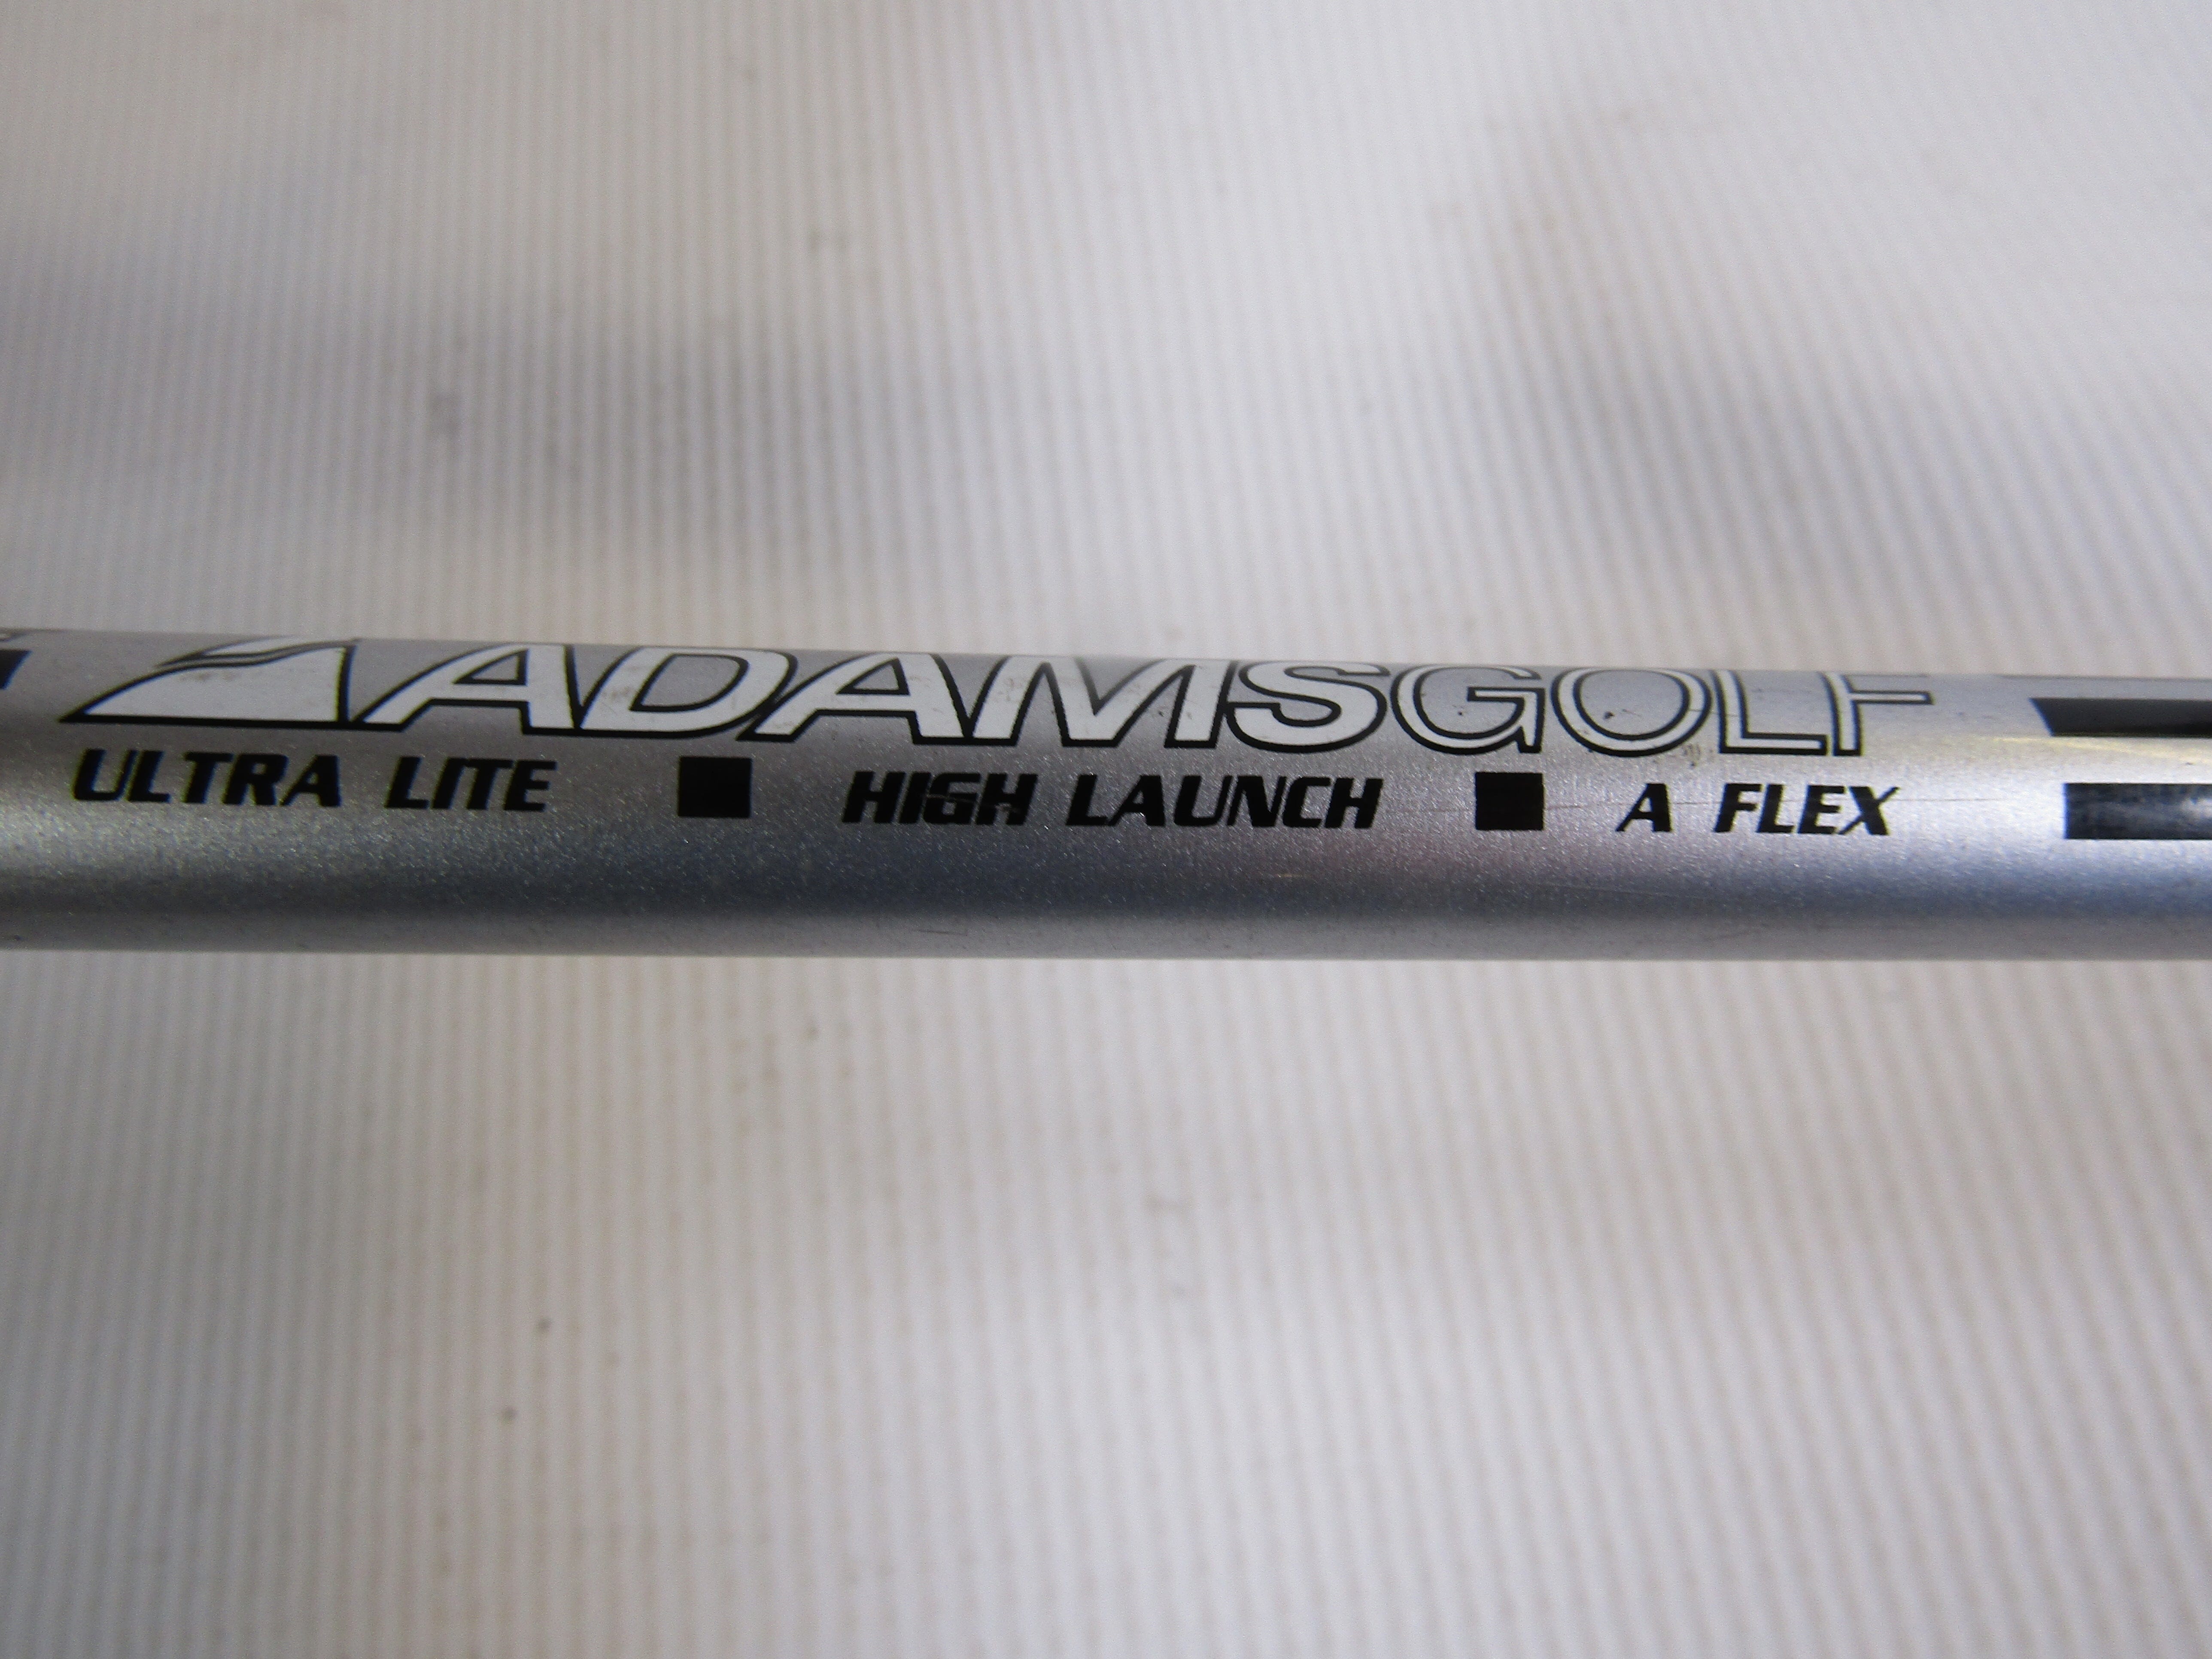 ADAMSGOLF
ULTRA LITE ■ HIGH LAUNCH ■ A FLEX